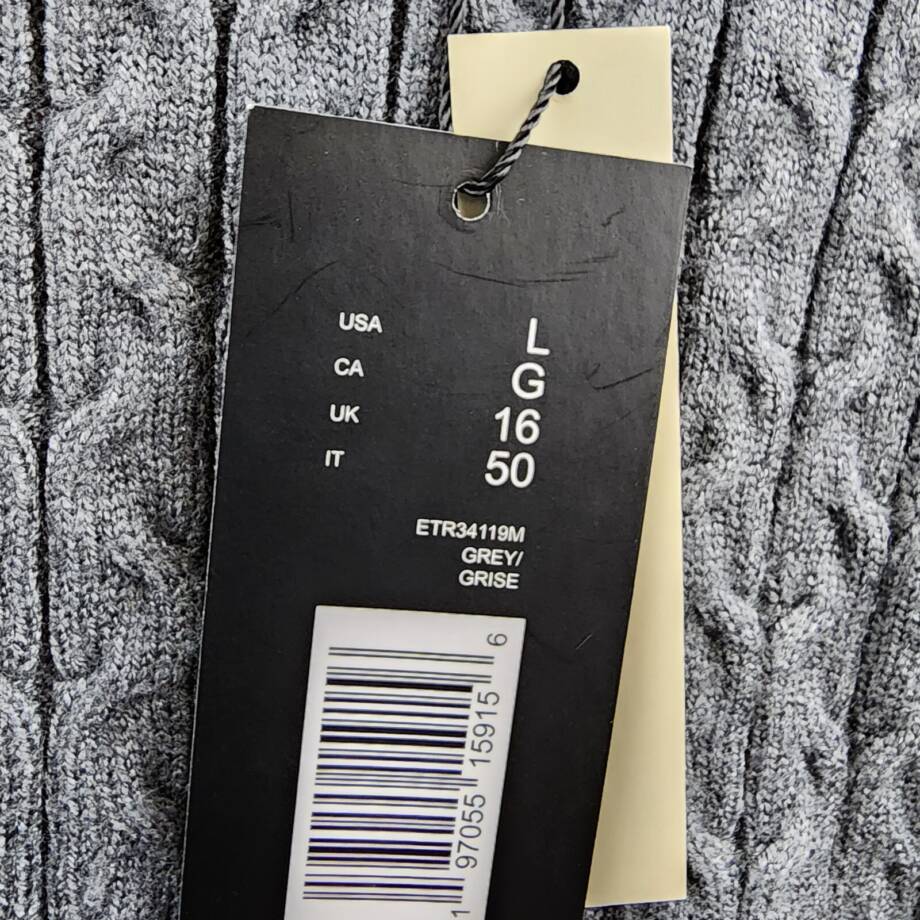 USA L
CA G
UK 16
IT 50
ETR34119M
GREY/
GRISE
1 97055 15915 6